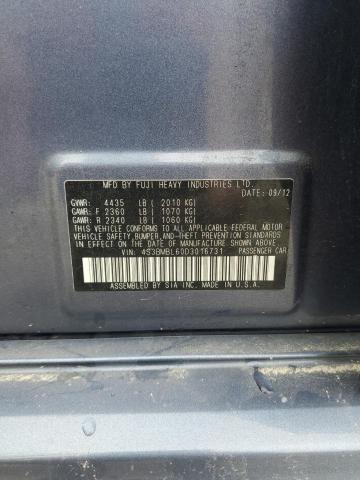 MFD BY FUJI HEAVY INDUSTRIES LTD.
DATE: 09/12
GVWR: 4435 LB ( 2010 KG)
GAWR: F 2360 LB ( 1070 KG)
GAWR: R 2340 LB ( 1060 KG)
THIS VEHICLE CONFORMS TO ALL APPLICABLE FEDERAL MOTOR
VEHICLE SAFETY, BUMPER, AND THEFT PREVENTION STANDARDS
IN EFFECT ON THE DATE OF MANUFACTURE SHOWN ABOVE.
VIN: 4S3BMBL60D3016731 PASSENGER CAR
ASSEMBLED BY SIA INC. MADE IN U.S.A.